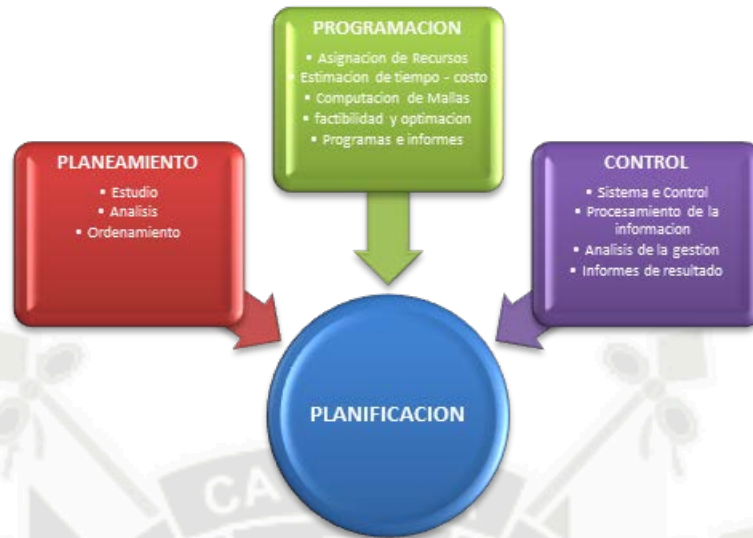 PROGRAMACION
▪ Asignacion de Recursos
▪ Estimacion de tiempo - costo
▪ Computacion de Mallas
▪ factibilidad y optimacion
▪ Programas e informes
PLANEAMIENTO
▪ Estudio
▪ Analisis
▪ Ordenamiento
CONTROL
▪ Sistema e Control
▪ Procesamiento de la
informacion
▪ Analisis de la gestion
▪ Informes de resultado
PLANIFICACION